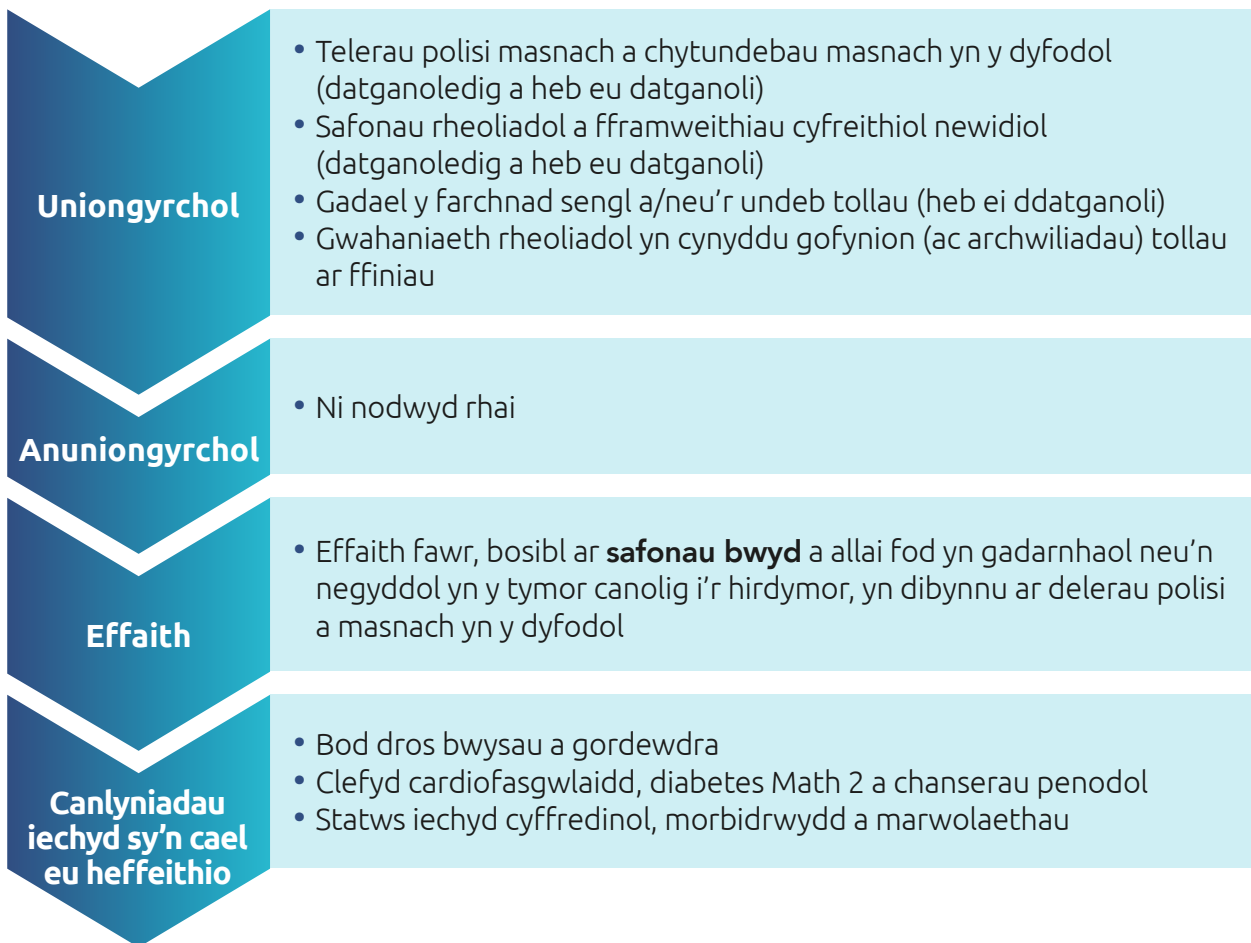 Uniongyrchol
• Telerau polisi masnach a chytundebau masnach yn y dyfodol
(datganoledig a heb eu datganoli)
• Safonau rheoliadol a fframweithiau cyfreithiol newidiol
(datganoledig a heb eu datganoli)
• Gadael y farchnad sengl a/neu’r undeb tollau (heb ei ddatganoli)
• Gwahaniaeth rheoliadol yn cynyddu gofynion (ac archwiliadau) tollau
ar ffiniau
Anuniongyrchol
• Ni nodwyd rhai
Effaith
• Effaith fawr, bosibl ar safonau bwyd a allai fod yn gadarnhaol neu’n
negyddol yn y tymor canolig i’r hirdymor, yn dibynnu ar delerau polisi
a masnach yn y dyfodol
Canlyniadau
iechyd sy’n cael
eu heffeithio
• Bod dros bwysau a gordewdra
• Clefyd cardiofasgwlaidd, diabetes Math 2 a chanserau penodol
• Statws iechyd cyffredinol, morbidrwydd a marwolaethau